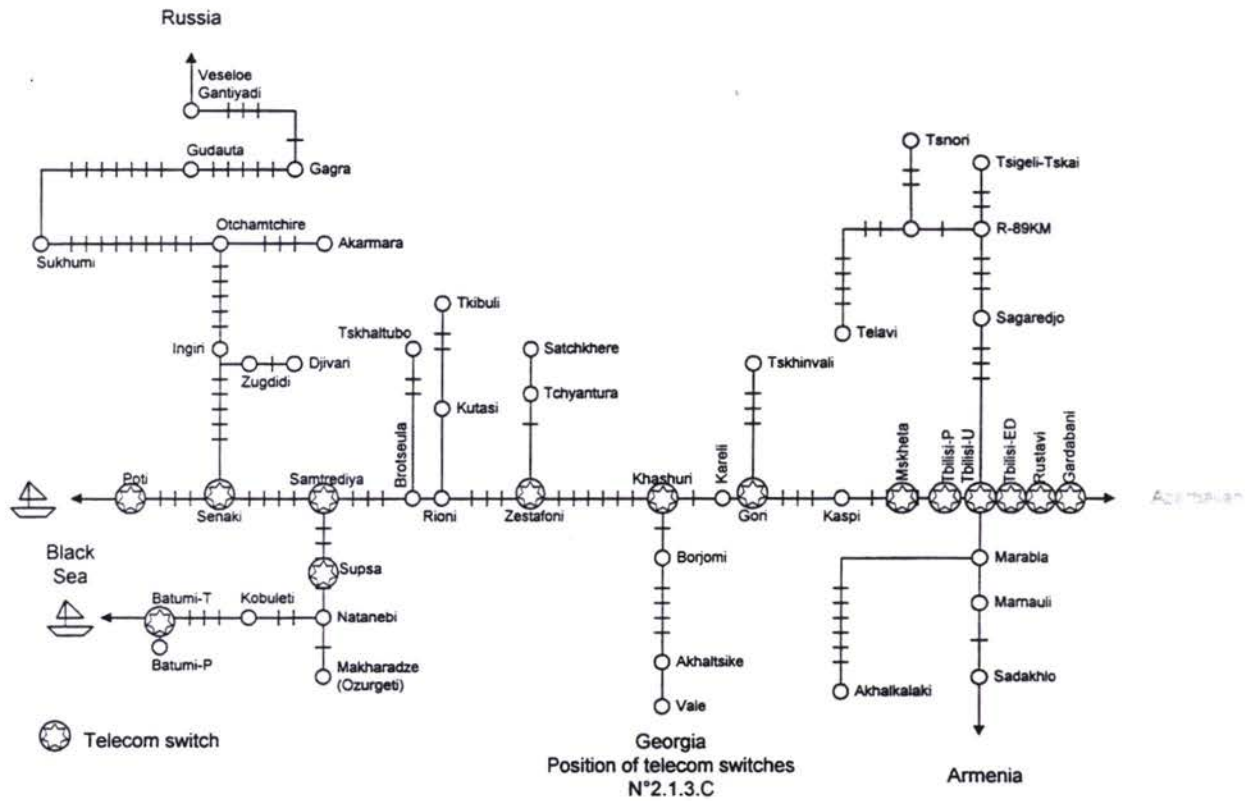 Russia
Veseloe
Gantiyadi
Gudauta
Gagra
Otchamtchire
Akarmara
Sukhumi
Tsnori
Tsigeli-Tskai
R-89KM
Telavi
Sagaredjo
Ingiri
Zugdidi
Djivari
Tskhaltubo
Tkibuli
Kutasi
Satchkhere
Tchyantura
Tskhinvali
Poti
Senaki
Samtrediya
Brotseula
Rioni
Zestafoni
Khashuri
Kareli
Gori
Kaspi
Mskheta
Tbilisi-P
Tbilisi-U
Tbilisi-ED
Rustavi
Gardabani
Black
Sea
Batumi-T
Kobuleti
Supsa
Natanebi
Batumi-P
Makharadze
(Ozurgeti)
Borjomi
Akhaltsike
Vale
Marabla
Marnauli
Akhalkalaki
Sadakhlo
Telecom switch
Georgia
Position of telecom switches
N°2.1.3.C
Armenia